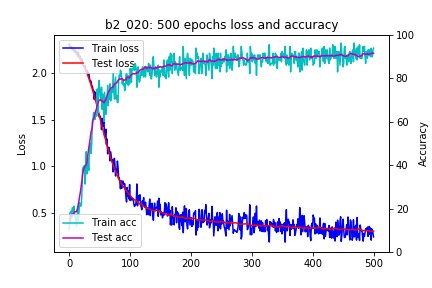 b2_020: 500 epochs loss and accuracy
Train loss
Test loss
Train acc
Test acc
Loss
2.0
1.5
1.0
0.5
Accuracy
100
80
60
40
20
0
0
100
200
300
400
500